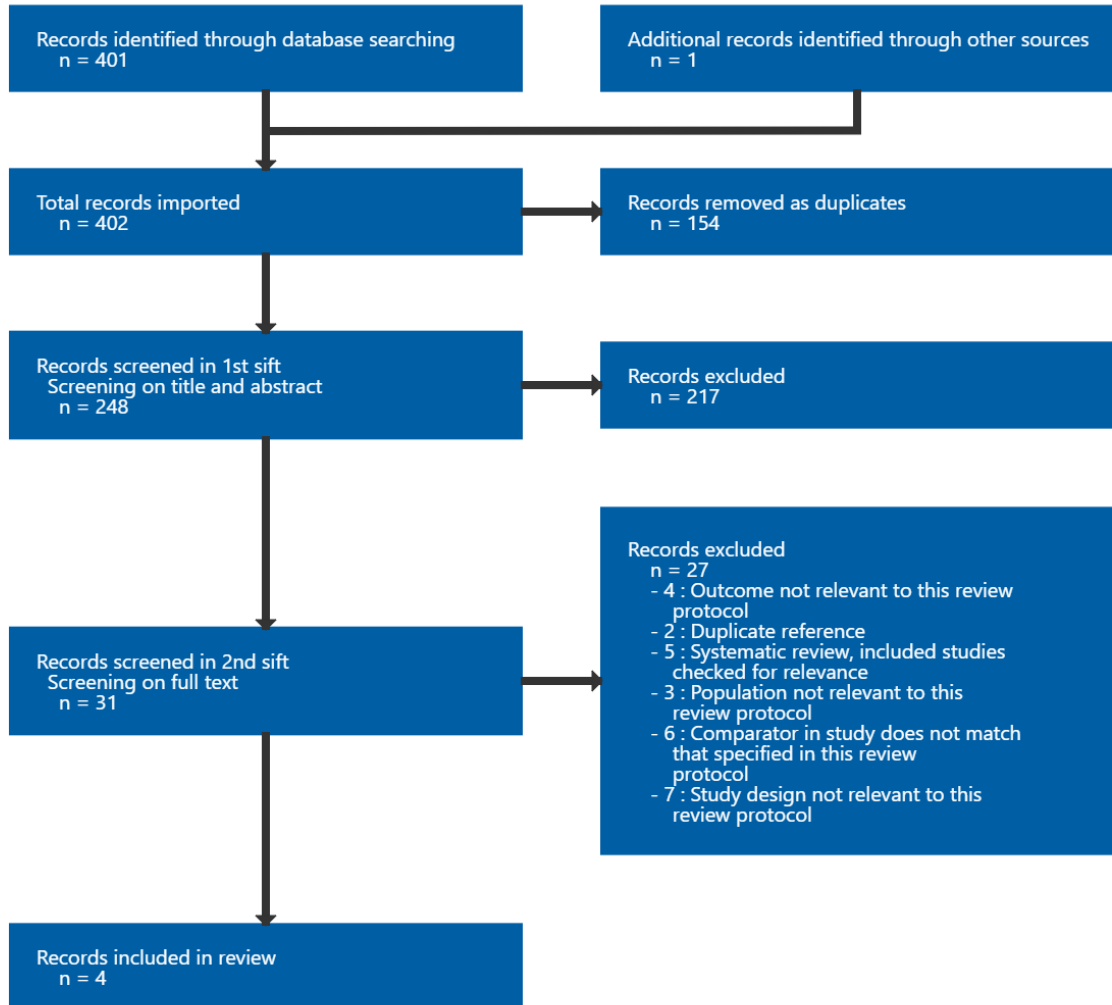 Records identified through database searching
n = 401
Additional records identified through other sources
n = 1
Total records imported
n = 402
Records removed as duplicates
n = 154
Records screened in 1st sift
Screening on title and abstract
n = 248
Records excluded
n = 217
Records screened in 2nd sift
Screening on full text
n = 31
Records excluded
n = 27
- 4 : Outcome not relevant to this review
protocol
- 2 : Duplicate reference
- 5 : Systematic review, included studies
checked for relevance
- 3 : Population not relevant to this
review protocol
- 6 : Comparator in study does not match
that specified in this review
protocol
- 7 : Study design not relevant to this
review protocol
Records included in review
n = 4